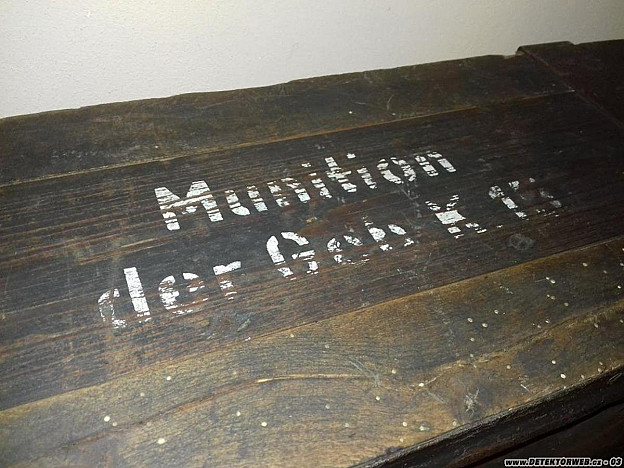 Munition
der Geb K.15
www.DETEKTORWEB.cz - 03